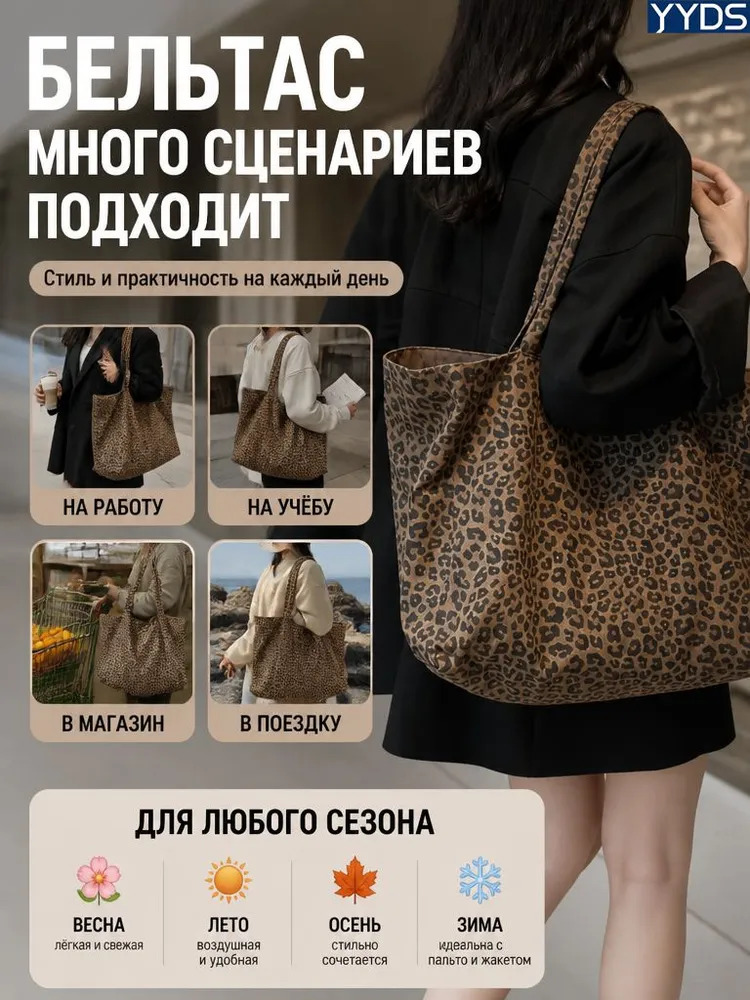 YYDS
БЕЛЬТАС
МНОГО СЦЕНАРИЕВ
ПОДХОДИТ
Стиль и практичность на каждый день
НА РАБОТУ
НА УЧЁБУ
В МАГАЗИН
В ПОЕЗДКУ
ДЛЯ ЛЮБОГО СЕЗОНА
ВЕСНА
лёгкая и свежая
ЛЕТО
воздушная
и удобная
ОСЕНЬ
стильно
сочетается
ЗИМА
идеальна с
пальто и жакетом